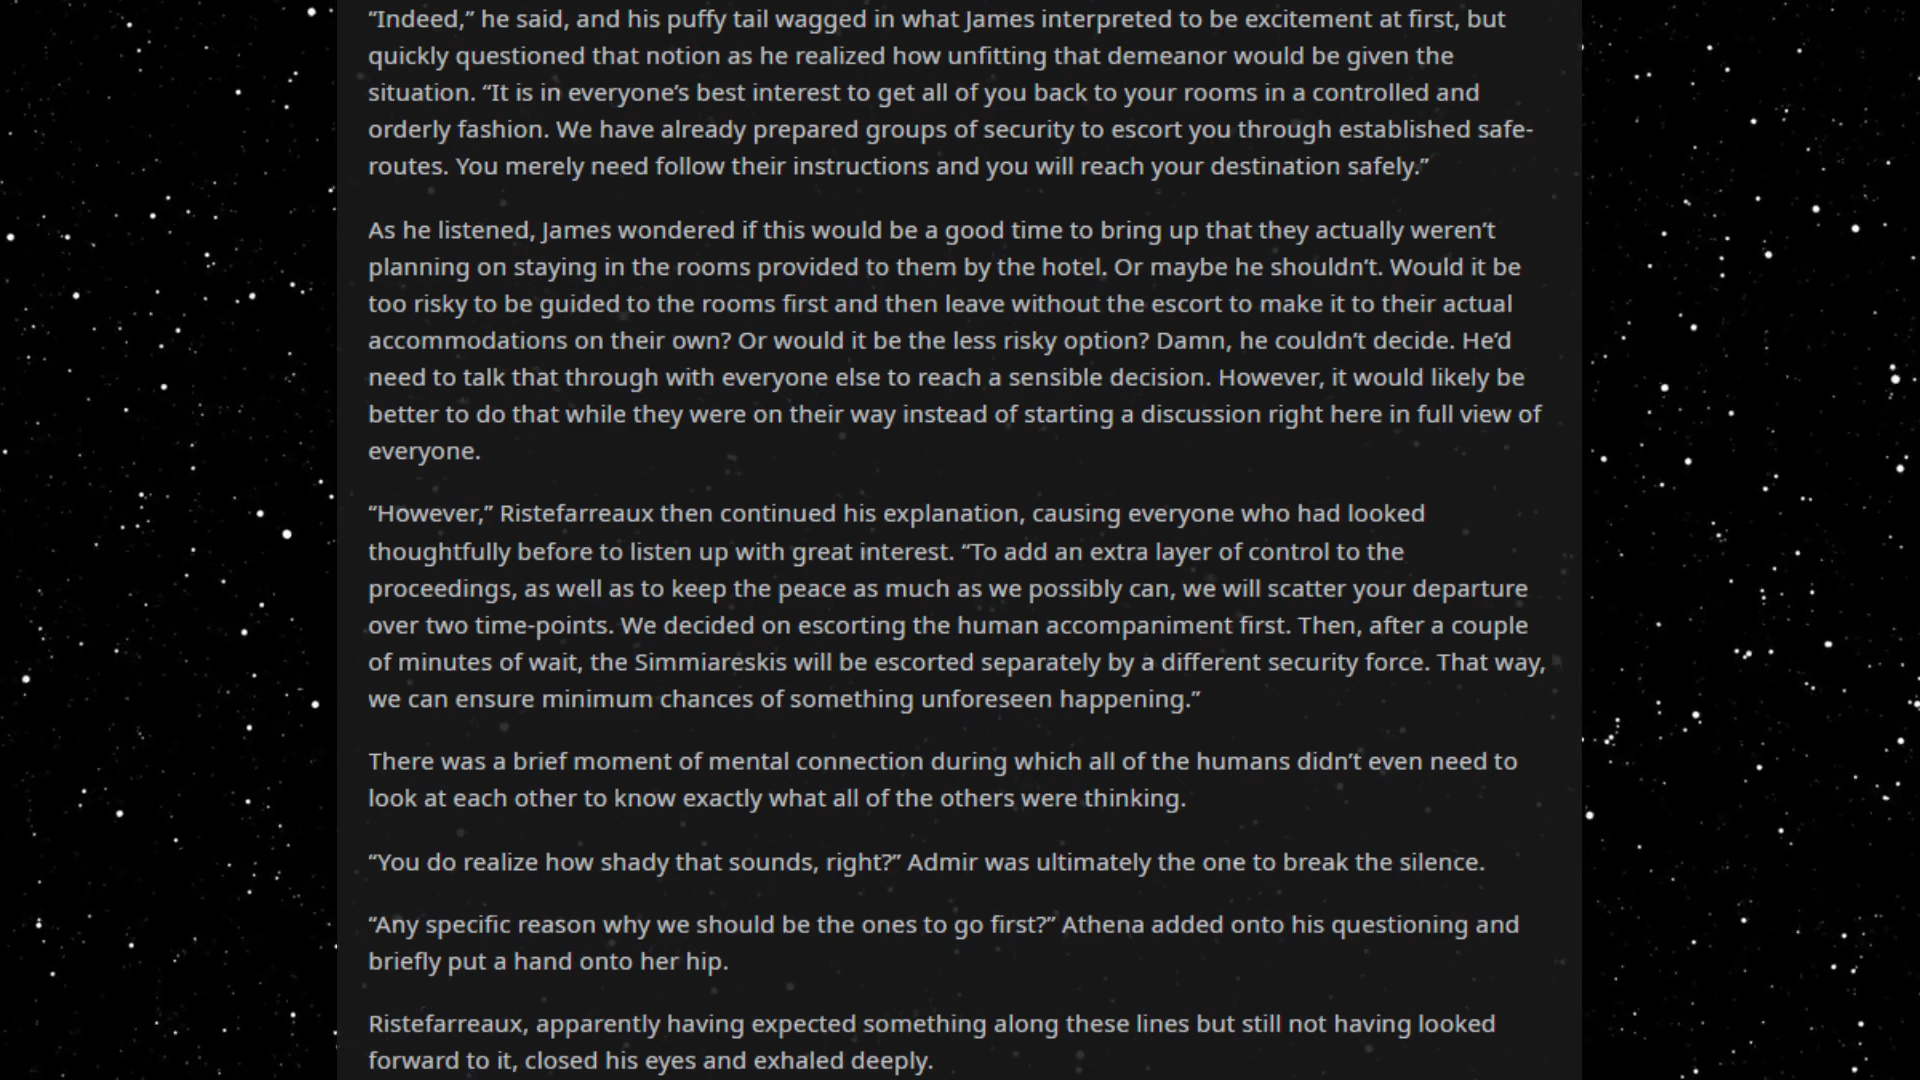 “Indeed,” he said, and his puffy tail wagged in what James interpreted to be excitement at first, but
quickly questioned that notion as he realized how unfitting that demeanor would be given the
situation. “It is in everyone’s best interest to get all of you back to your rooms in a controlled and
orderly fashion. We have already prepared groups of security to escort you through established safe-
routes. You merely need follow their instructions and you will reach your destination safely.”
As he listened, James wondered if this would be a good time to bring up that they actually weren’t
planning on staying in the rooms provided to them by the hotel. Or maybe he shouldn’t. Would it be
too risky to be guided to the rooms first and then leave without the escort to make it to their actual
accommodations on their own? Or would it be the less risky option? Damn, he couldn’t decide. He’d
need to talk that through with everyone else to reach a sensible decision. However, it would likely be
better to do that while they were on their way instead of starting a discussion right here in full view of
everyone.
“However,” Ristefarreaux then continued his explanation, causing everyone who had looked
thoughtfully before to listen up with great interest. “To add an extra layer of control to the
proceedings, as well as to keep the peace as much as we possibly can, we will scatter your departure
over two time-points. We decided on escorting the human accompaniment first. Then, after a couple
of minutes of wait, the Simmiareskis will be escorted separately by a different security force. That way,
we can ensure minimum chances of something unforeseen happening.”
There was a brief moment of mental connection during which all of the humans didn’t even need to
look at each other to know exactly what all of the others were thinking.
“You do realize how shady that sounds, right?” Admir was ultimately the one to break the silence.
“Any specific reason why we should be the ones to go first?” Athena added onto his questioning and
briefly put a hand onto her hip.
Ristefarreaux, apparently having expected something along these lines but still not having looked
forward to it, closed his eyes and exhaled deeply.